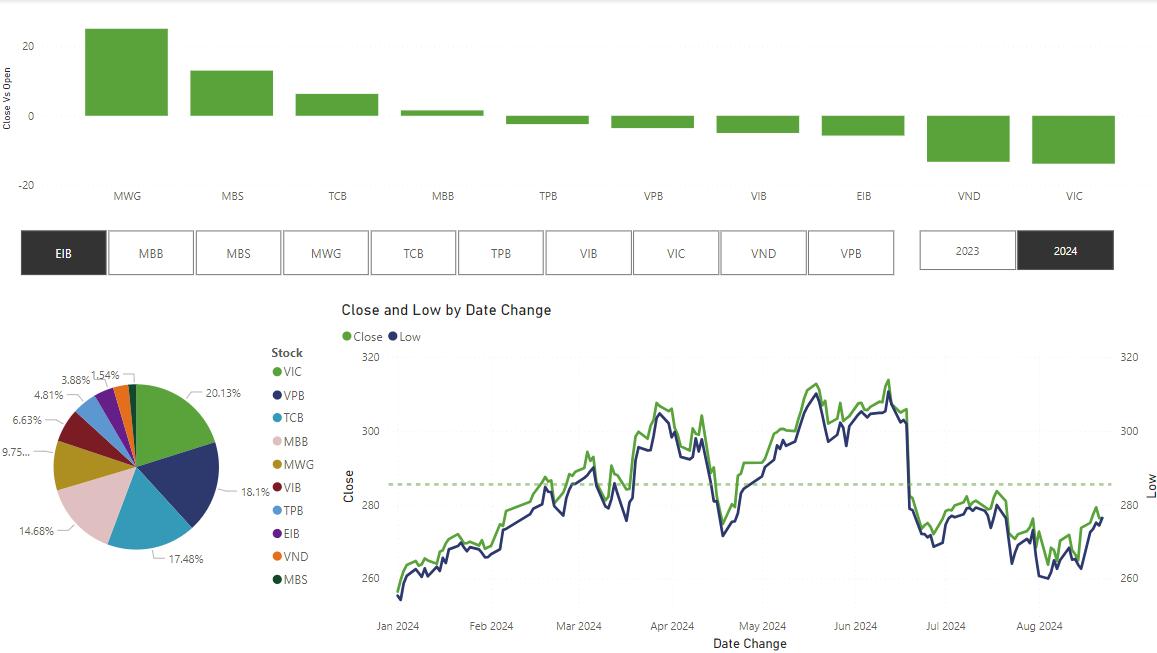 Close Vs Open
20
0
-20
MWG MBS TCB MBB TPB VPB VIB EIB VND VIC
EIB MBB MBS MWG TCB TPB VIB VIC VND VPB 2023 2024
Stock
VIC
VPB
TCB
MBB
MWG
VIB
TPB
EIB
VND
MBS
20.13%
18.1%
17.48%
14.68%
9.75...
6.63%
4.81%
3.88%
1.54%
Close and Low by Date Change
Close Low
Close
320
300
280
260
Low
320
300
280
260
Jan 2024 Feb 2024 Mar 2024 Apr 2024 May 2024 Jun 2024 Jul 2024 Aug 2024
Date Change